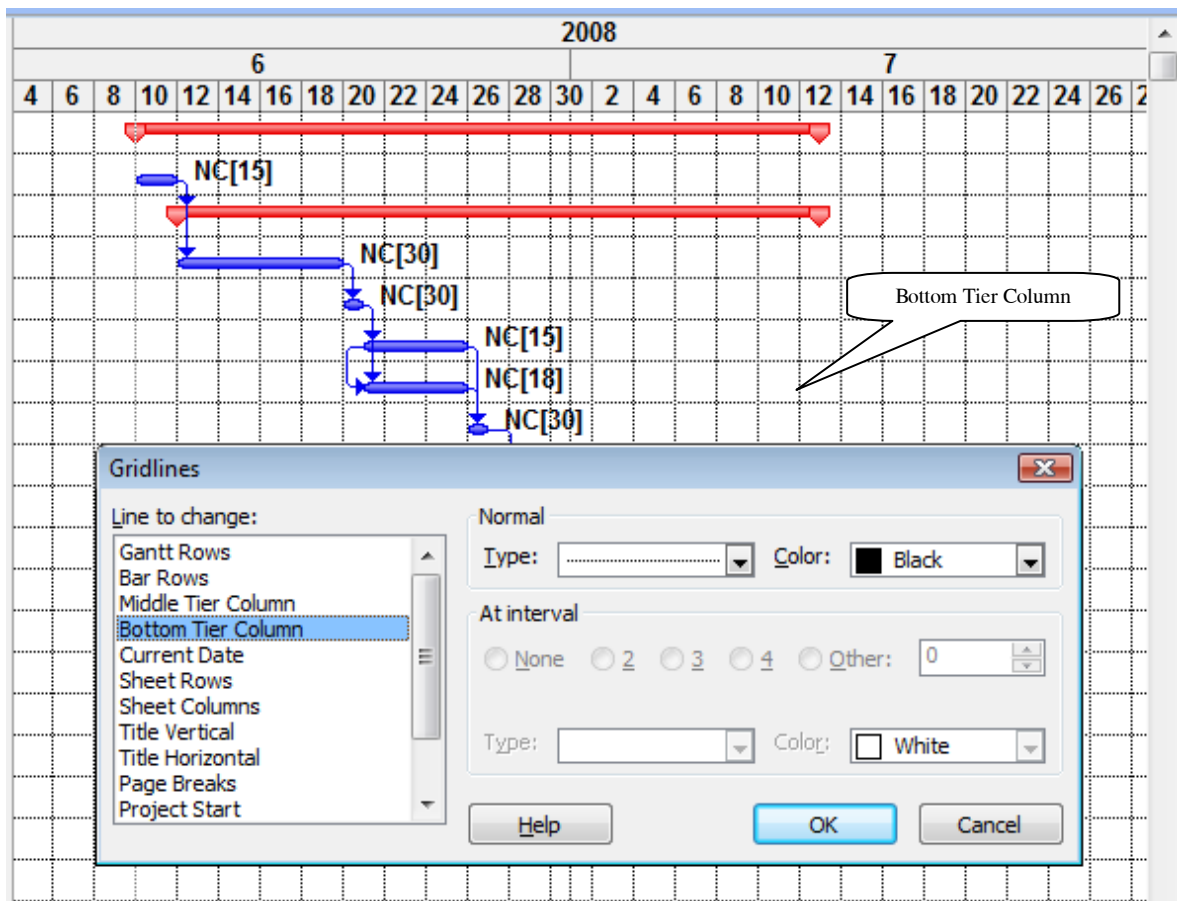 2008
6 7
4 6 8 10 12 14 16 18 20 22 24 26 28 30 2 4 6 8 10 12 14 16 18 20 22 24 26
NC[15]
NC[30]
NC[30]
Bottom Tier Column
NC[15]
NC[18]
NC[30]
Gridlines
Line to change:
Gantt Rows
Bar Rows
Middle Tier Column
Bottom Tier Column
Current Date
Sheet Rows
Sheet Columns
Title Vertical
Title Horizontal
Page Breaks
Project Start
Normal
Type: Color: Black
At interval
None 2 3 4 Other: 0
Type: Color: White
Help OK Cancel